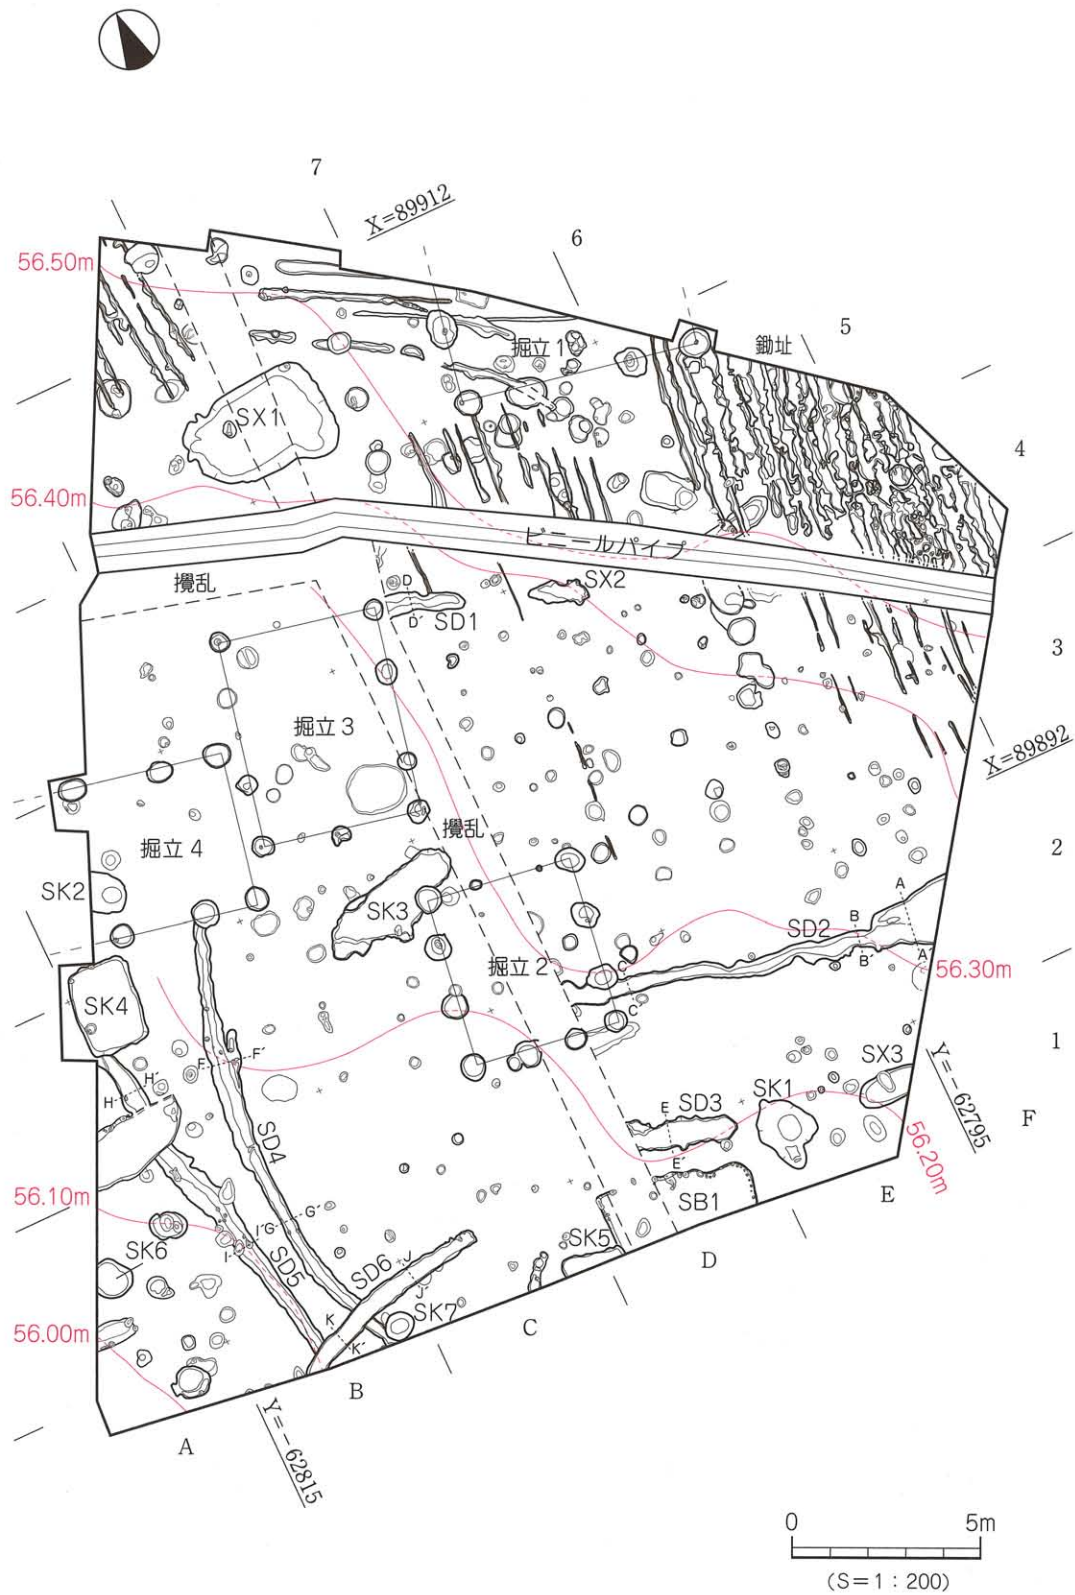 7
X=89912
6
56.50m
5
掘立1
鋤址
SX1
4
56.40m
ビニールパイプ
攪乱
D
SX2
D′
SD1
3
掘立3
X=89892
攪乱
掘立4
2
SK2
SK3
A
B
SD2
B′
A′
掘立2
C
56.30m
SK4
C′
1
F
F′
SX3
H
H′
E
SD3
SK1
Y=-62795
F
SD4
E′
56.20m
56.10m
SB1
E
G
G′
I
I′
SK5
D
SK6
SD5
SD6
J
J′
56.00m
K
K′
SK7
C
B
A
Y=-62815
0
5m
(S=1:200)